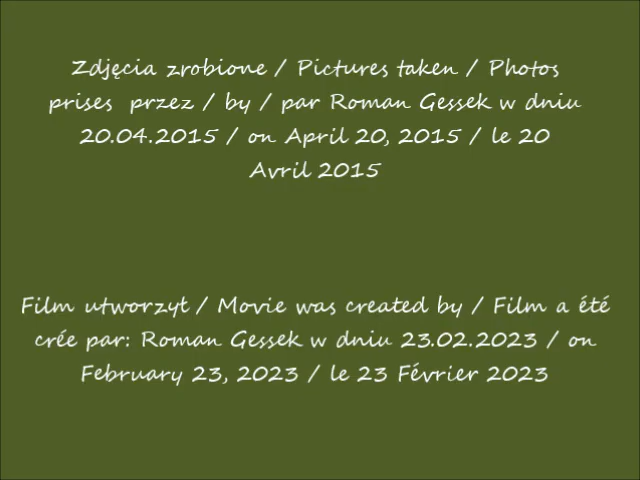 Zdjęcia zrobione / Pictures taken / Photos
prises przez / by / par Roman Gessek w dniu
20.04.2015 / on April 20, 2015 / le 20
Avril 2015
Film utworzył / Movie was created by / Film a été
crée par: Roman Gessek w dniu 23.02.2023 / on
February 23, 2023 / le 23 Février 2023